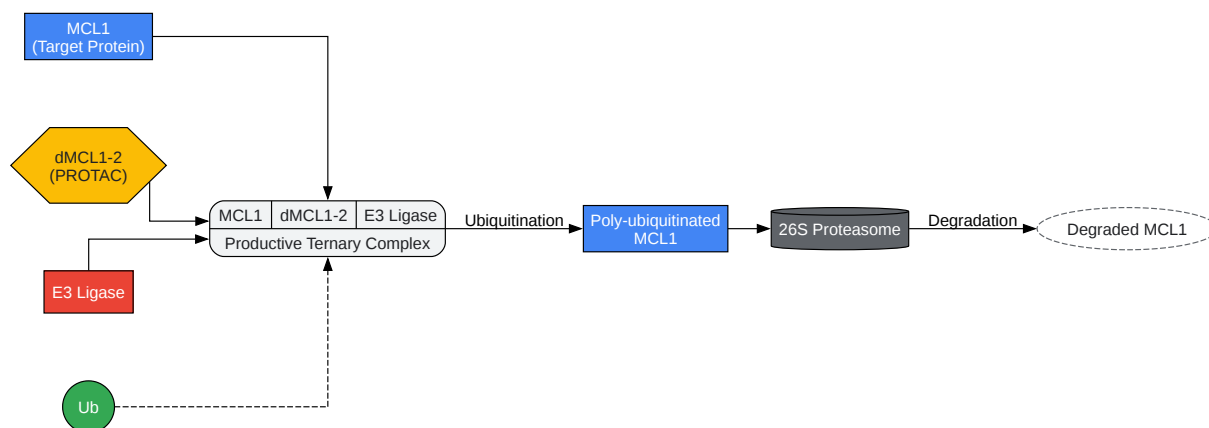 MCL1
(Target Protein)
dMCL1-2
(PROTAC)
MCL1
dMCL1-2
E3 Ligase
Productive Ternary Complex
Ubiquitination
Poly-ubiquitinated
MCL1
26S Proteasome
Degradation
Degraded MCL1
E3 Ligase
Ub